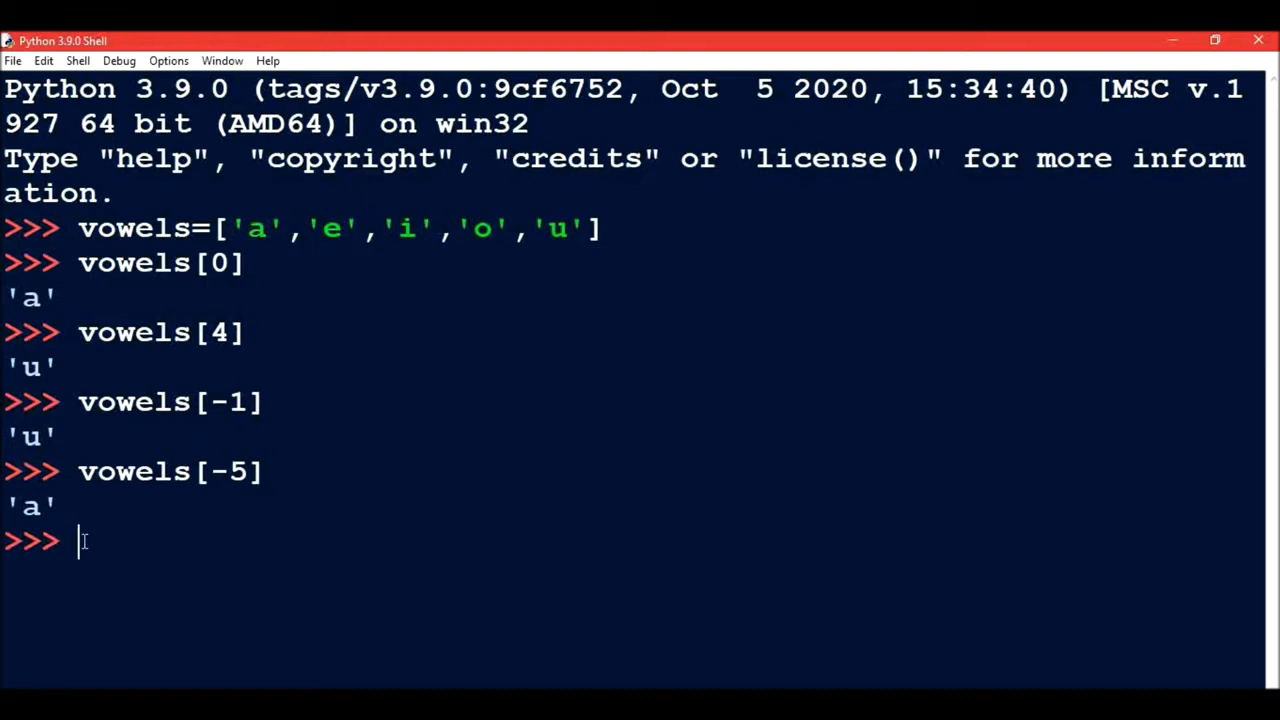 Python 3.9.0 Shell
File Edit Shell Debug Options Window Help
Python 3.9.0 (tags/v3.9.0:9cf6752, Oct  5 2020, 15:34:40) [MSC v.1
927 64 bit (AMD64)] on win32
Type "help", "copyright", "credits" or "license()" for more inform
ation.
>>> vowels=['a','e','i','o','u']
>>> vowels[0]
'a'
>>> vowels[4]
'u'
>>> vowels[-1]
'u'
>>> vowels[-5]
'a'
>>>